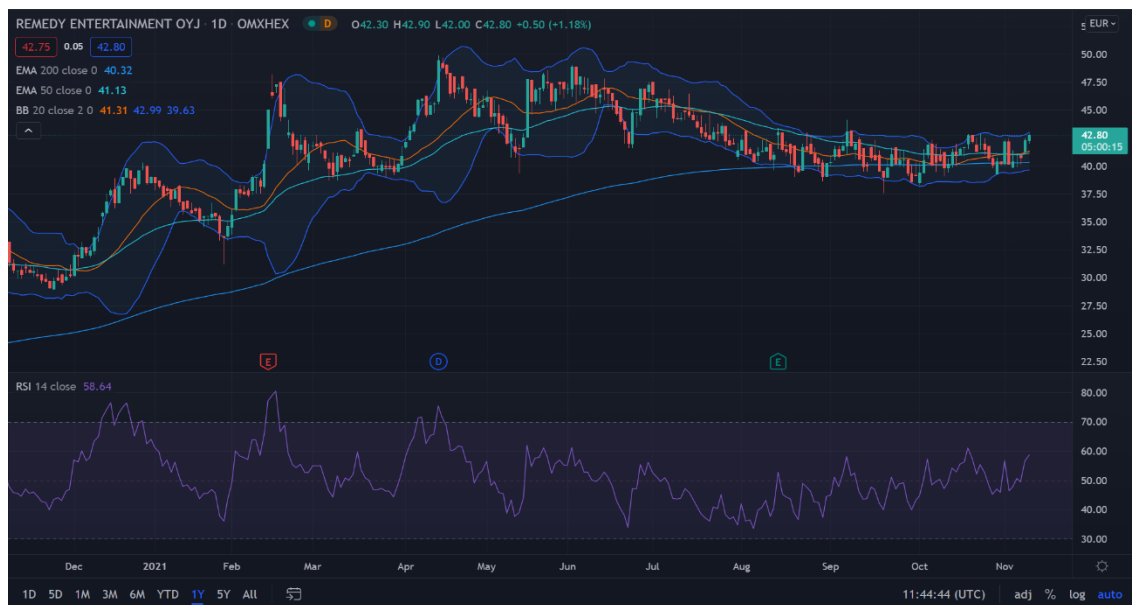 REMEDY ENTERTAINMENT OYJ · 1D · OMXHEX D O42.30 H42.90 L42.00 C42.80 +0.50 (+1.18%)
EUR
42.75 0.05 42.80
EMA 200 close 0 40.32
EMA 50 close 0 41.13
BB 20 close 2 0 41.31 42.99 39.63
50.00
47.50
45.00
42.80
05:00:15
40.00
37.50
35.00
32.50
30.00
27.50
25.00
22.50
E D E
RSI 14 close 58.64
80.00
70.00
60.00
50.00
40.00
30.00
Dec 2021 Feb Mar Apr May Jun Jul Aug Sep Oct Nov
1D 5D 1M 3M 6M YTD 1Y 5Y All 11:44:44 (UTC) adj % log auto